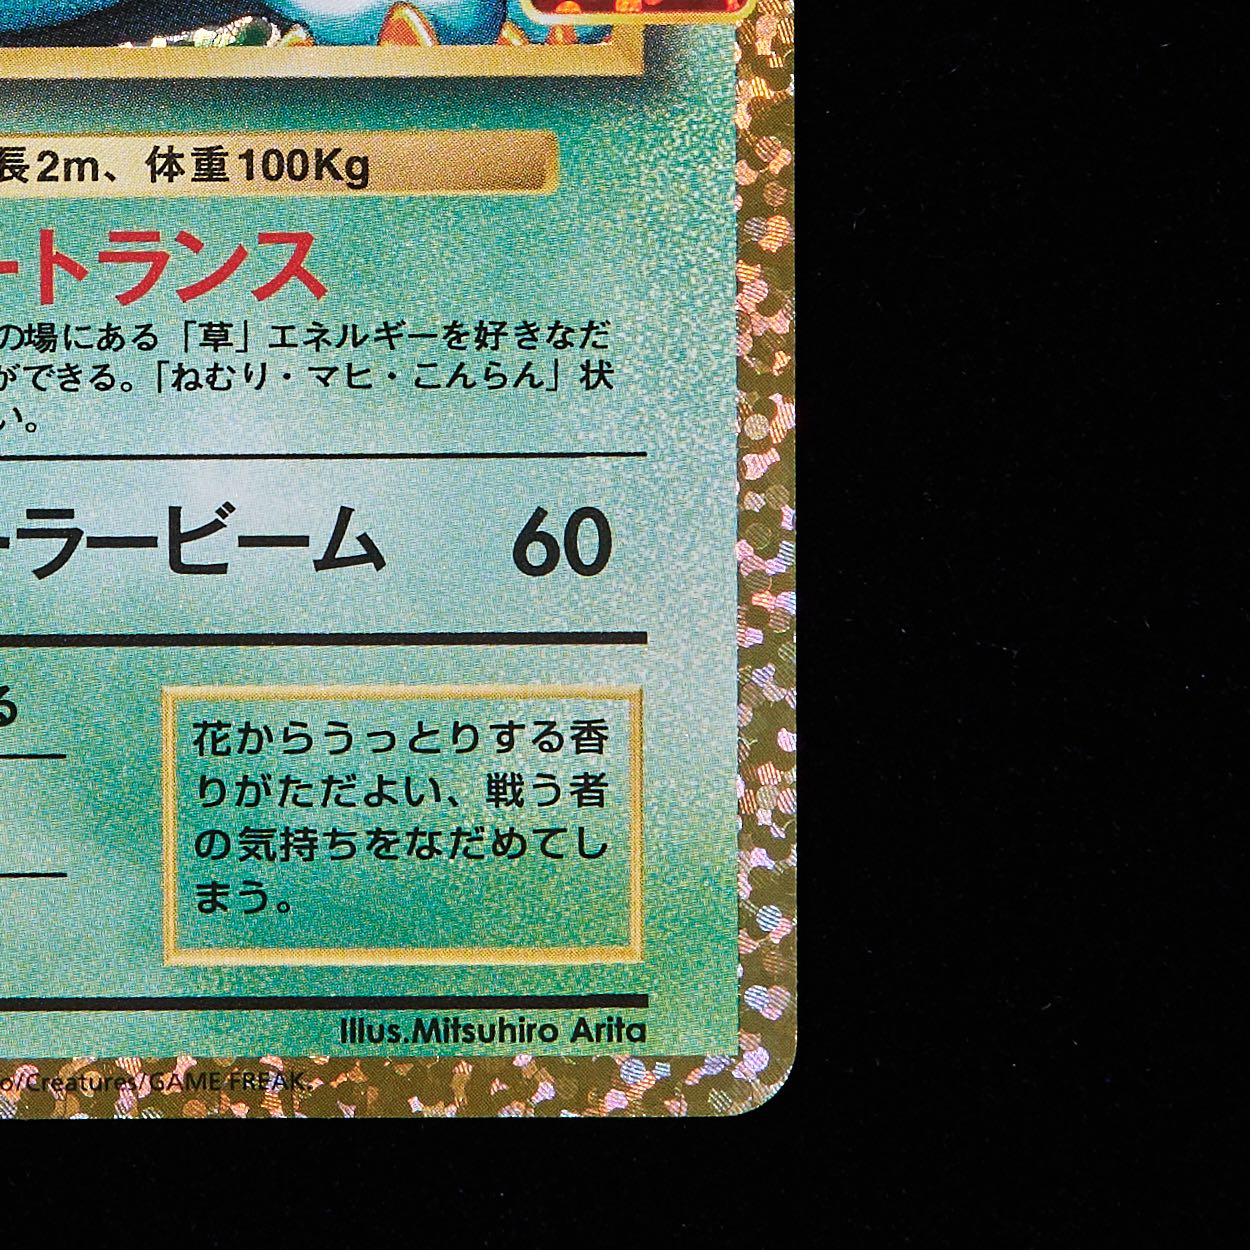 長2m、体重100Kg
ートランス
の場にある「草」エネルギーを好きなだ
ができる。「ねむり・マヒ・こんらん」状
い。
ーラービーム 60
る
花からうっとりする香
りがただよい、戦う者
の気持ちをなだめてし
まう。
Illus.Mitsuhiro Arita
o/Creatures/GAME FREAK.